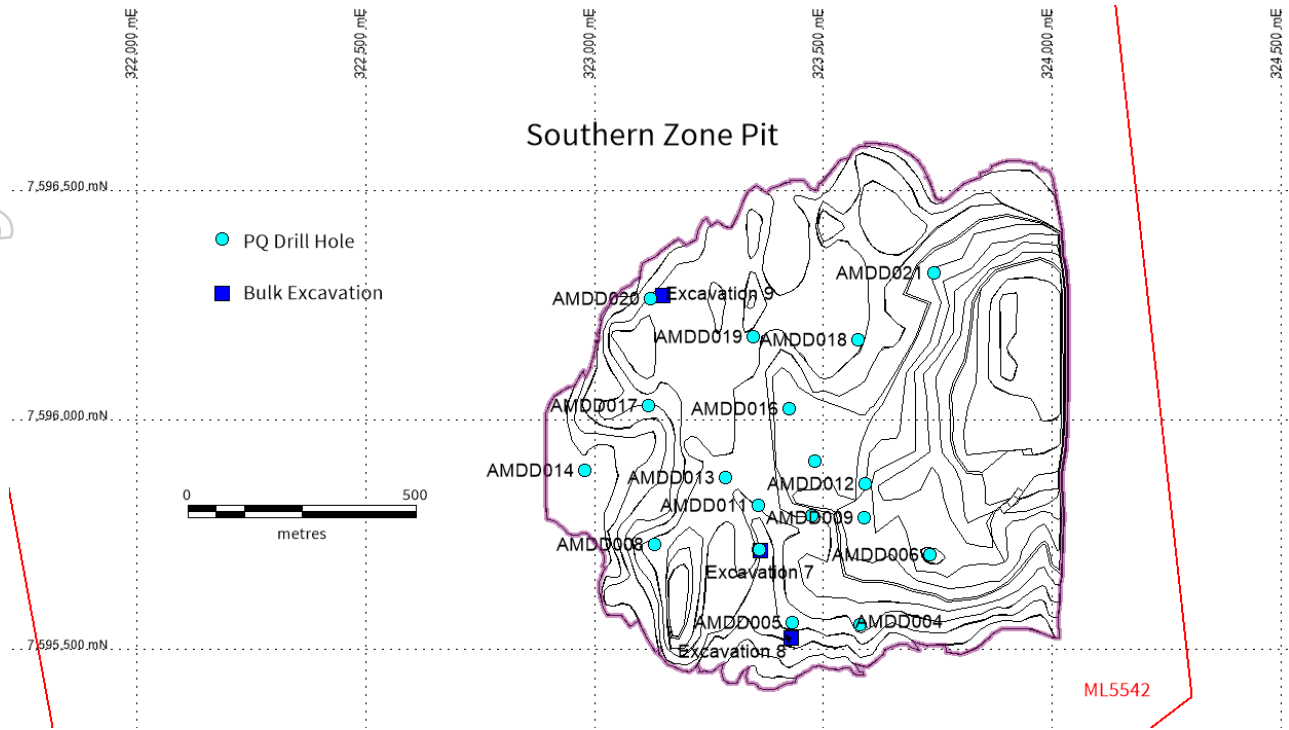 322,000 mE
322,500 mE
323,000 mE
323,500 mE
324,000 mE
324,500 mE
Southern Zone Pit
7,596,500 mN
PQ Drill Hole
Bulk Excavation
AMDD021
AMDD020
Excavation 9
AMDD019
AMDD018
AMDD017
AMDD016
7,596,000 mN
AMDD014
AMDD013
AMDD012
0
500
metres
AMDD011
AMDD009
AMDD008
AMDD006
Excavation 7
AMDD005
AMDD004
7,595,500 mN
Excavation 8
ML5542